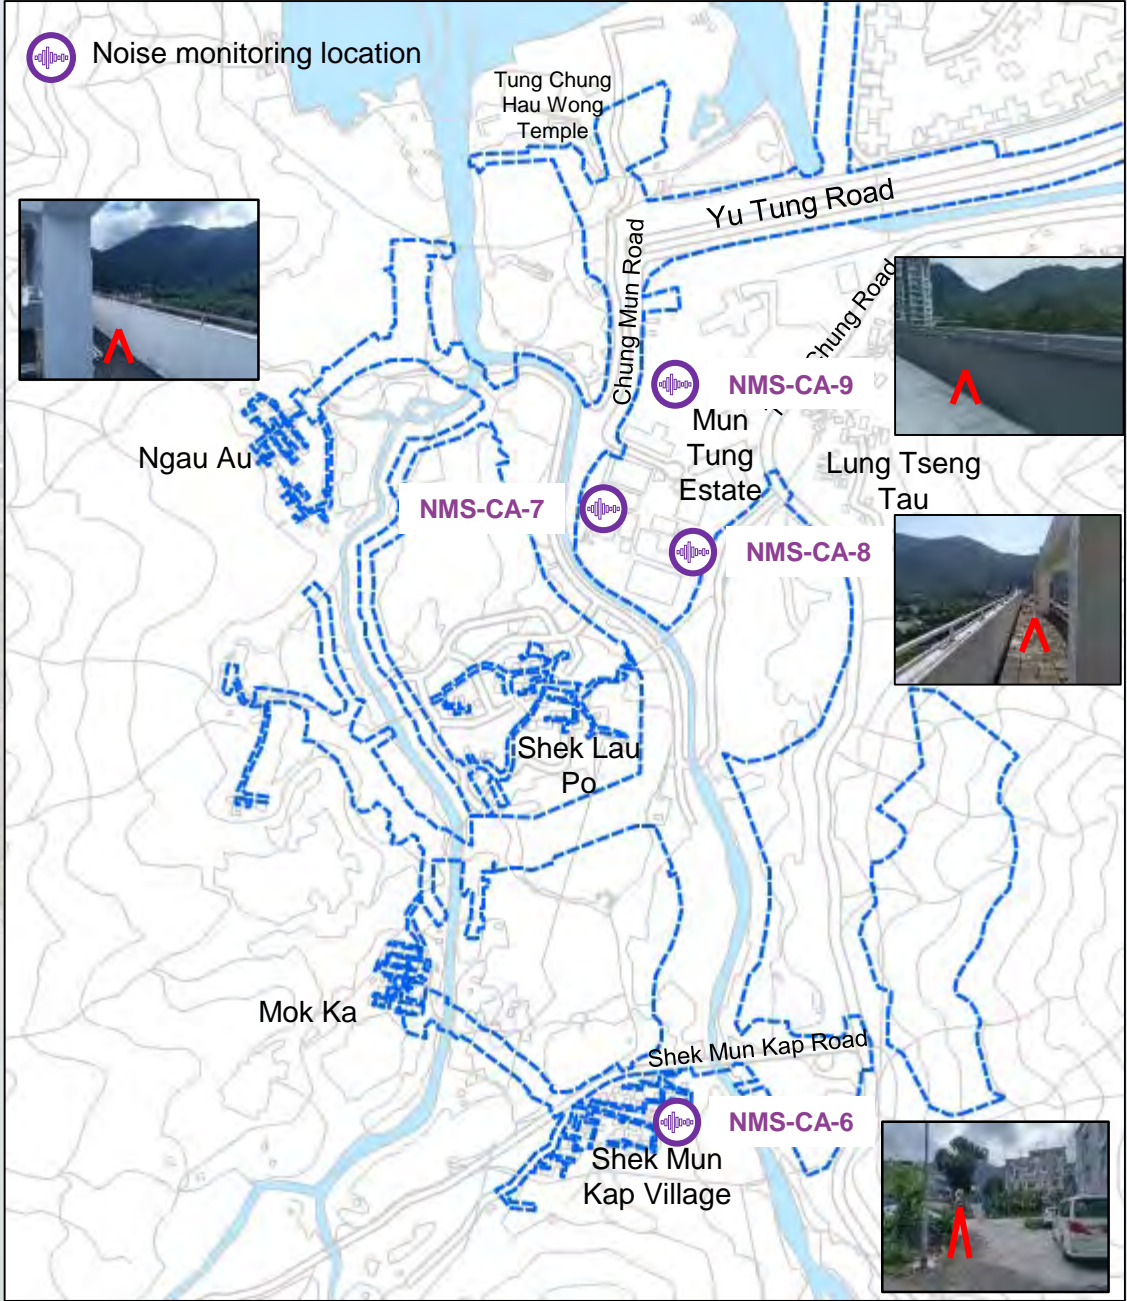 Noise monitoring location
Tung Chung
Hau Wong
Temple
Yu Tung Road
Chung Mun Road
Chung Road
NMS-CA-9
Mun
Tung
Estate
Ngau Au
Lung Tseng
Tau
NMS-CA-7
NMS-CA-8
Shek Lau
Po
Mok Ka
Shek Mun Kap Road
NMS-CA-6
Shek Mun
Kap Village